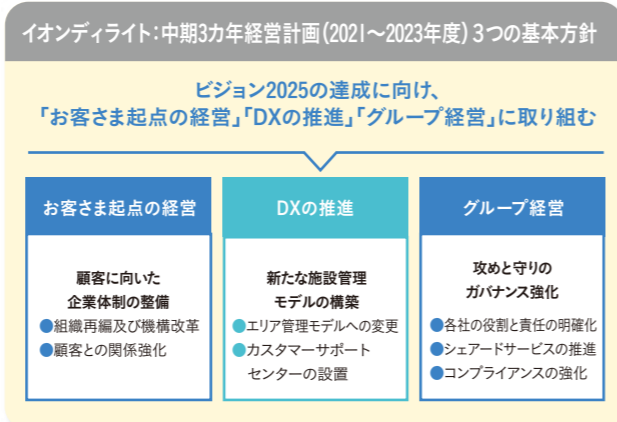 イオンディライト:中期3カ年経営計画(2021〜2023年度)3つの基本方針
ビジョン2025の達成に向け、
「お客さま起点の経営」「DXの推進」「グループ経営」に取り組む
お客さま起点の経営
顧客に向いた
企業体制の整備
●組織再編及び機構改革
●顧客との関係強化
DXの推進
新たな施設管理
モデルの構築
●エリア管理モデルへの変更
●カスタマーサポート
センターの設置
グループ経営
攻めと守りの
ガバナンス強化
●各社の役割と責任の明確化
●シェアードサービスの推進
●コンプライアンスの強化